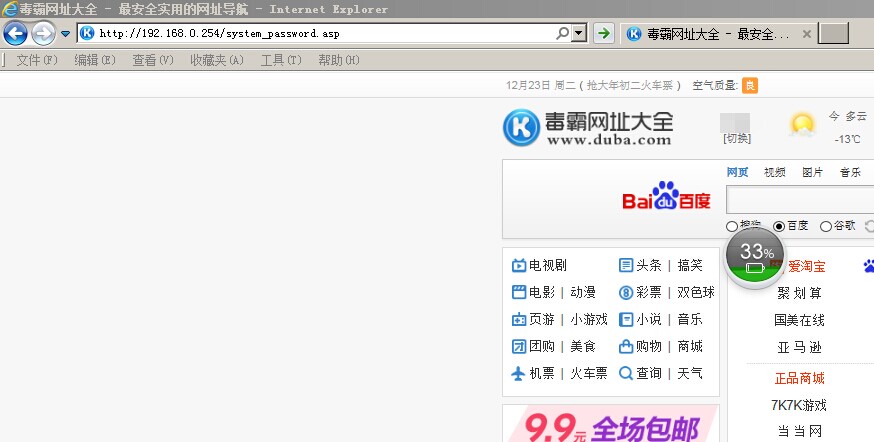 毒霸网址大全 - 最安全实用的网址导航 - Internet Explorer
http://192.168.0.254/system_password.asp
毒霸网址大全 - 最安全...
文件(F) 编辑(E) 查看(V) 收藏夹(A) 工具(T) 帮助(H)
12月23日 周二 (抢大年初二火车票) 空气质量: 良
毒霸网址大全
www.duba.com
[切换]
今 多云
-13℃
网页 视频 图片 音乐
Bai du 百度
百度 谷歌
33%
电视剧 头条 | 搞笑
电影 | 动漫 彩票 | 双色球
页游 | 小游戏 小说 | 音乐
团购 | 美食 购物 | 商城
机票 | 火车票 查询 | 天气
爱淘宝
聚划算
国美在线
亚马逊
正品商城
7K7K游戏
当当网
9.9元 全场包邮